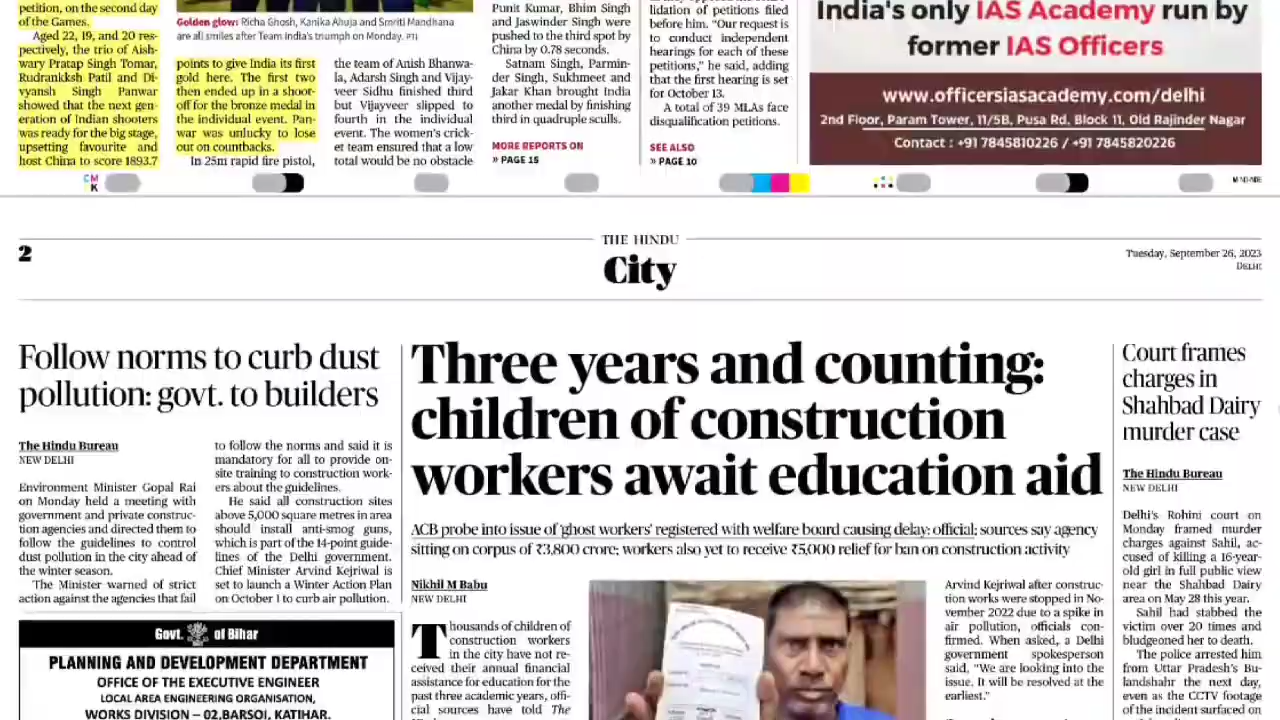 petition, on the second day
of the Games.
Aged 22, 19, and 20 res-
pectively, the trio of Aish-
wary Pratap Singh Tomar,
Rudrankksh Patil and Di-
vyansh Singh Panwar
showed that the next gen-
eration of Indian shooters
was ready for the big stage,
upsetting favourite and
host China to score 1893.7
Golden glow: Richa Ghosh, Kanika Ahuja and Smriti Mandhana
are all smiles after Team India's triumph on Monday. PTI
points to give India its first
gold here. The first two
then ended up in a shoot-
off for the bronze medal in
the individual event. Pan-
war was unlucky to lose
out on countbacks.
In 25m rapid fire pistol,
the team of Anish Bhanwa-
la, Adarsh Singh and Vijay-
veer Sidhu finished third
but Vijayveer slipped to
fourth in the individual
event. The women's crick-
et team ensured that a low
total would be no obstacle
Punit Kumar, Bhim Singh
and Jaswinder Singh were
pushed to the third spot by
China by 0.78 seconds.
Satnam Singh, Parmin-
der Singh, Sukhmeet and
Jakar Khan brought India
another medal by finishing
third in quadruple sculls.
MORE REPORTS ON
» PAGE 15
lidation of petitions filed
before him. "Our request is
to conduct independent
hearings for each of these
petitions," he said, adding
that the first hearing is set
for October 13.
A total of 39 MLAs face
disqualification petitions.
SEE ALSO
» PAGE 10
India's only IAS Academy run by
former IAS Officers
www.officersiasacademy.com/delhi
2nd Floor, Param Tower, 11/5B, Pusa Rd, Block 11, Old Rajinder Nagar
Contact : +91 7845810226 / +91 7845820226
CM
K
2
THE HINDU
City
Tuesday, September 26, 2023
DELHI
Follow norms to curb dust
pollution: govt. to builders
The Hindu Bureau
NEW DELHI
Environment Minister Gopal Rai
on Monday held a meeting with
government and private construc-
tion agencies and directed them to
follow the guidelines to control
dust pollution in the city ahead of
the winter season.
The Minister warned of strict
action against the agencies that fail
to follow the norms and said it is
mandatory for all to provide on-
site training to construction work-
ers about the guidelines.
He said all construction sites
above 5,000 square metres in area
should install anti-smog guns,
which is part of the 14-point guide-
lines of the Delhi government.
Chief Minister Arvind Kejriwal is
set to launch a Winter Action Plan
on October 1 to curb air pollution.
Govt. of Bihar
PLANNING AND DEVELOPMENT DEPARTMENT
OFFICE OF THE EXECUTIVE ENGINEER
LOCAL AREA ENGINEERING ORGANISATION,
WORKS DIVISION – 02,BARSOI, KATIHAR.
Three years and counting:
children of construction
workers await education aid
ACB probe into issue of 'ghost workers' registered with welfare board causing delay: official; sources say agency
sitting on corpus of ₹3,800 crore; workers also yet to receive ₹5,000 relief for ban on construction activity
Nikhil M Babu
NEW DELHI
Thousands of children of
construction workers
in the city have not re-
ceived their annual financial
assistance for education for the
past three academic years, offi-
cial sources have told The
Arvind Kejriwal after construc-
tion works were stopped in No-
vember 2022 due to a spike in
air pollution, officials con-
firmed. When asked, a Delhi
government spokesperson
said, "We are looking into the
issue. It will be resolved at the
earliest."
Court frames
charges in
Shahbad Dairy
murder case
The Hindu Bureau
NEW DELHI
Delhi's Rohini court on
Monday framed murder
charges against Sahil, ac-
cused of killing a 16-year-
old girl in full public view
near the Shahbad Dairy
area on May 28 this year.
Sahil had stabbed the
victim over 20 times and
bludgeoned her to death.
The police arrested him
from Uttar Pradesh's Bu-
landshahr the next day,
even as the CCTV footage
of the incident surfaced on